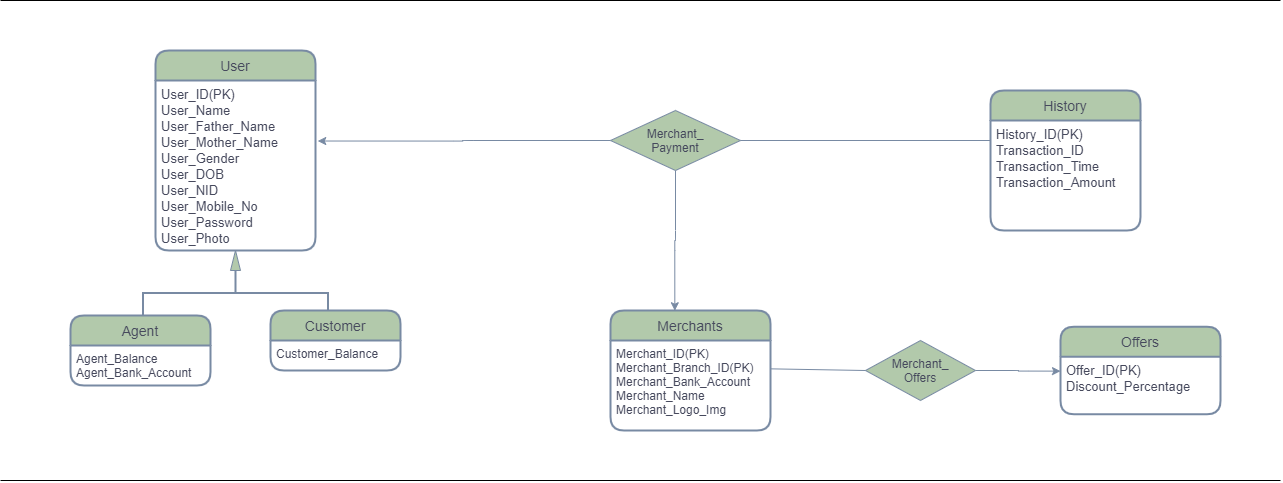 User
User_ID(PK)
User_Name
User_Father_Name
User_Mother_Name
User_Gender
User_DOB
User_NID
User_Mobile_No
User_Password
User_Photo
Agent
Agent_Balance
Agent_Bank_Account
Customer
Customer_Balance
Merchant_
Payment
History
History_ID(PK)
Transaction_ID
Transaction_Time
Transaction_Amount
Merchants
Merchant_ID(PK)
Merchant_Branch_ID(PK)
Merchant_Bank_Account
Merchant_Name
Merchant_Logo_Img
Merchant_
Offers
Offers
Offer_ID(PK)
Discount_Percentage